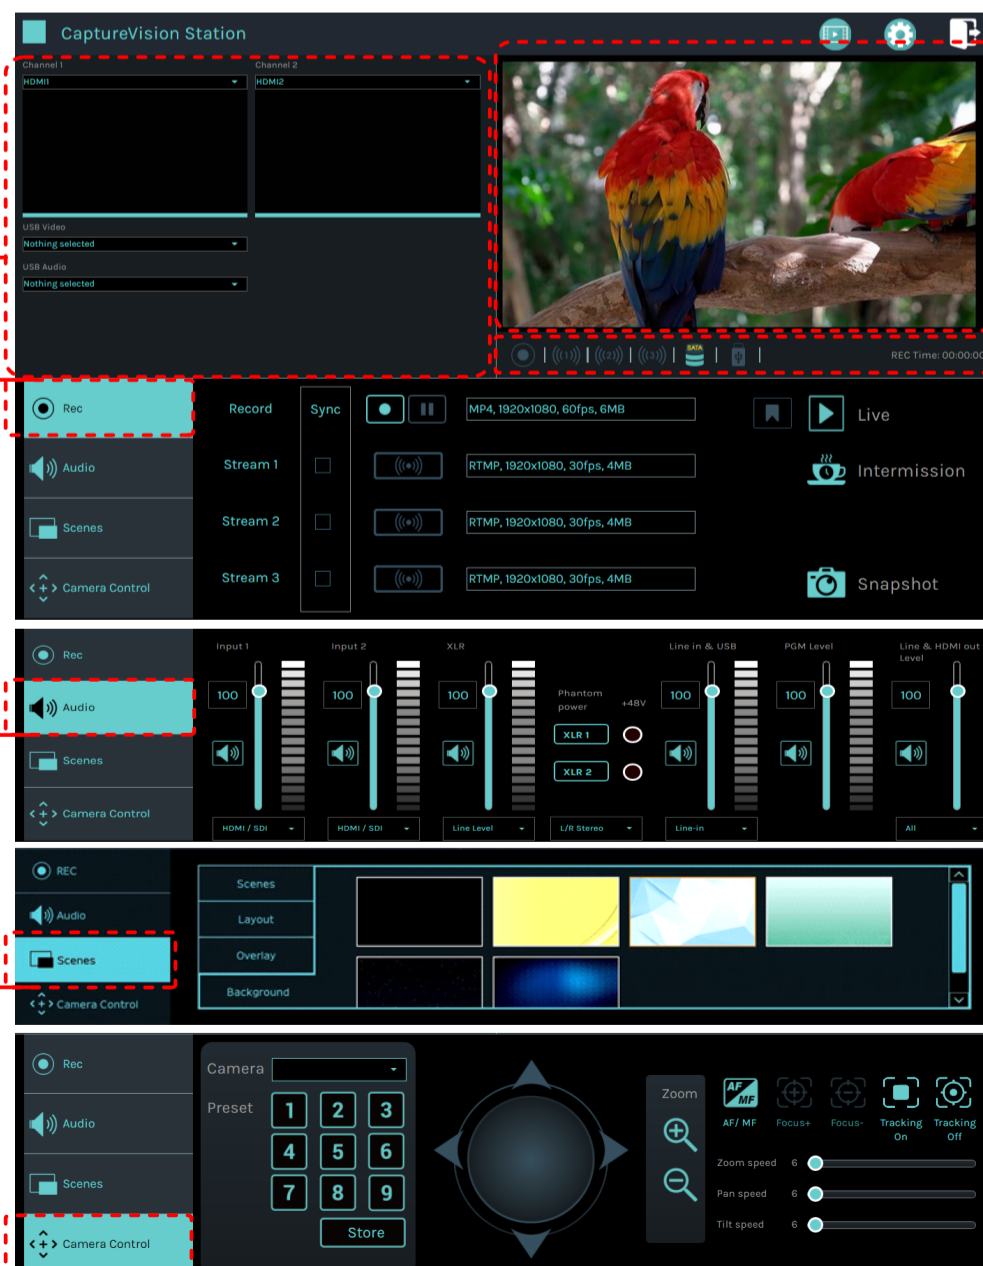 CaptureVision Station
Channel 1
Channel 2
HDMI1
HDMI2
USB Video
Nothing selected
USB Audio
Nothing selected
((1)) ((2)) ((3)) SATA
REC Time: 00:00:00
Rec
Audio
Scenes
Camera Control
Record
Sync
MP4, 1920x1080, 60fps, 6MB
Live
Stream 1
RTMP, 1920x1080, 30fps, 4MB
Intermission
Stream 2
RTMP, 1920x1080, 30fps, 4MB
Stream 3
RTMP, 1920x1080, 30fps, 4MB
Snapshot
Rec
Audio
Scenes
Camera Control
Input 1
Input 2
XLR
Line in & USB
PGM Level
Line & HDMI out
Level
100
100
100
Phantom
power
+48V
100
100
100
XLR 1
XLR 2
HDMI / SDI
HDMI / SDI
Line Level
L/R Stereo
Line-in
All
REC
Audio
Scenes
Camera Control
Scenes
Layout
Overlay
Background
Rec
Audio
Scenes
Camera Control
Camera
Preset
1 2 3
4 5 6
7 8 9
Store
Zoom
AF MF
AF/ MF
Focus+
Focus-
Tracking
On
Tracking
Off
Zoom speed 6
Pan speed 6
Tilt speed 6